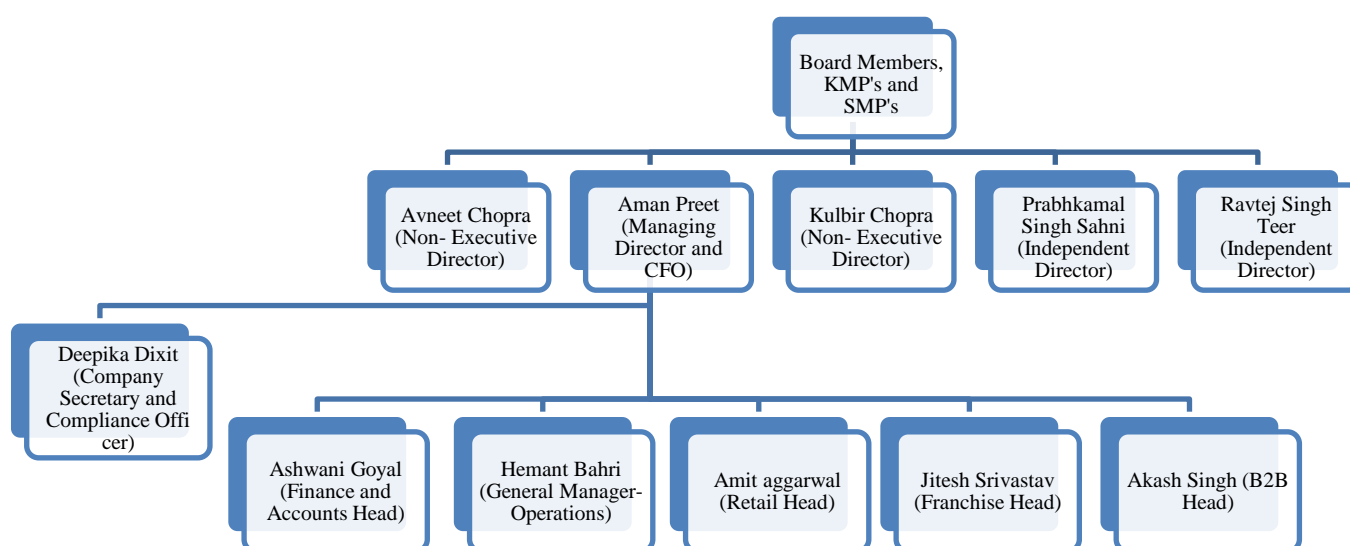 Board Members,
KMP's and
SMP's
Avneet Chopra
(Non- Executive
Director)
Aman Preet
(Managing
Director and
CFO)
Kulbir Chopra
(Non- Executive
Director)
Prabhkamal
Singh Sahni
(Independent
Director)
Ravtej Singh
Teer
(Independent
Director)
Deepika Dixit
(Company
Secretary and
Compliance Offi
cer)
Ashwani Goyal
(Finance and
Accounts Head)
Hemant Bahri
(General Manager-
Operations)
Amit aggarwal
(Retail Head)
Jitesh Srivastav
(Franchise Head)
Akash Singh (B2B
Head)